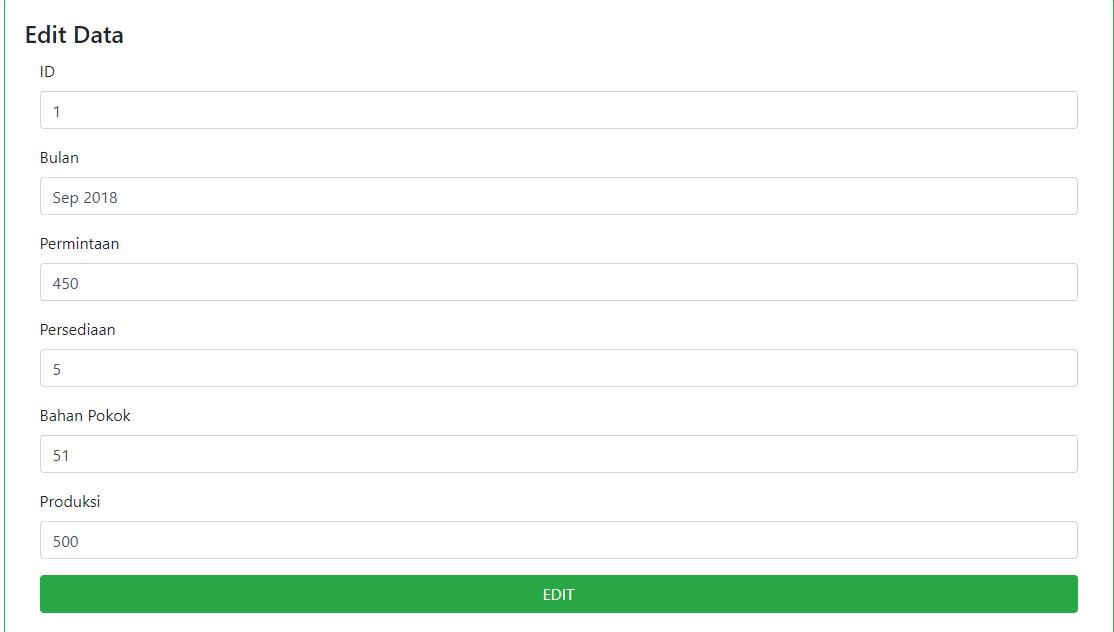 Edit Data
ID
1
Bulan
Sep 2018
Permintaan
450
Persediaan
5
Bahan Pokok
51
Produksi
500
EDIT